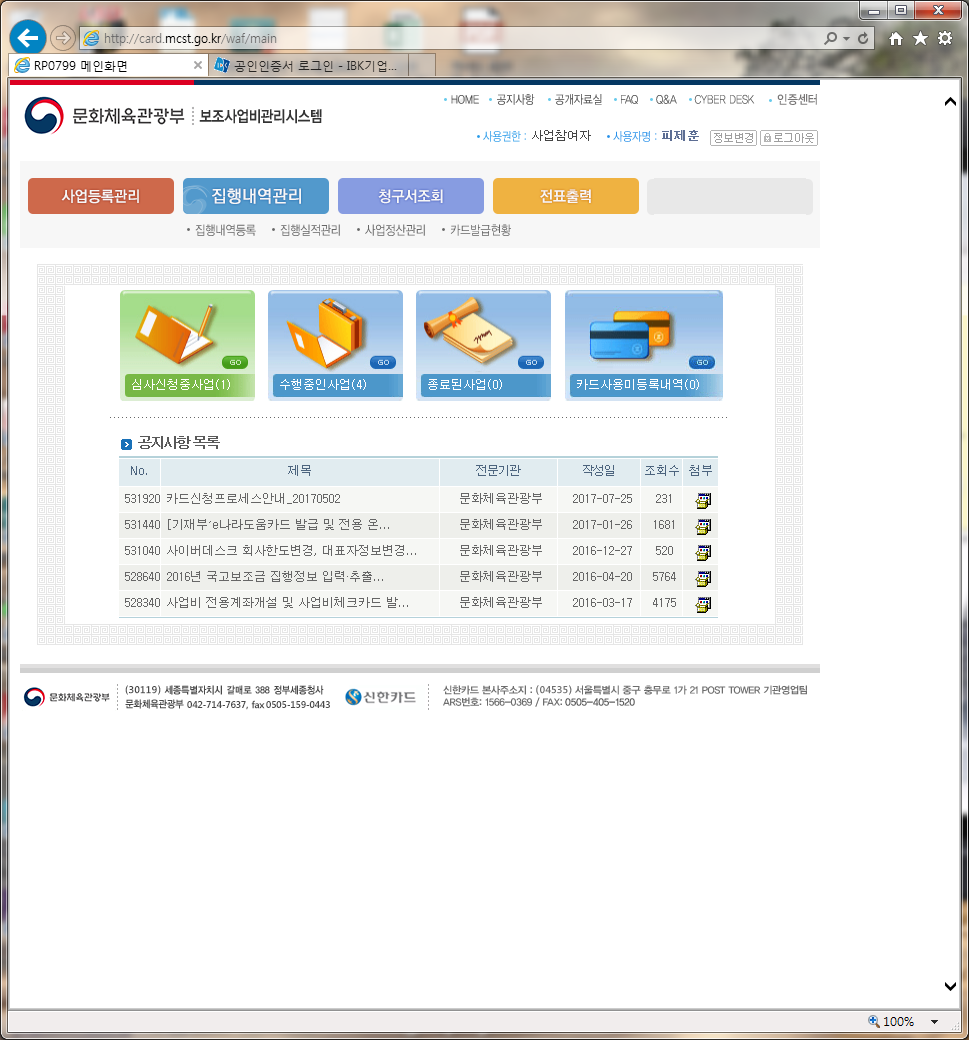 http://card.mcst.go.kr/waf/main
RP0799 메인화면
공인인증서 로그인 - IBK기업...
HOME 공지사항 공개자료실 FAQ Q&A CYBER DESK 인증센터
문화체육관광부 보조사업비관리시스템
사용권한 : 사업참여자 사용자명 : 피제훈 정보변경 로그아웃
사업등록관리 집행내역관리 청구서조회 전표출력
집행내역등록 집행실적관리 사업정산관리 카드발급현황
GO GO GO GO
심사신청중사업(1) 수행중인사업(4) 종료된사업(0) 카드사용미등록내역(0)
공지사항 목록
No. 제목 전문기관 작성일 조회수 첨부
531920 카드신청프로세스안내_20170502 문화체육관광부 2017-07-25 231
531440 [기재부·e나라도움카드 발급 및 전용 온... 문화체육관광부 2017-01-26 1681
531040 사이버데스크 회사한도변경, 대표자정보변경... 문화체육관광부 2016-12-27 520
528640 2016년 국고보조금 집행정보 입력·추출... 문화체육관광부 2016-04-20 5764
528340 사업비 전용계좌개설 및 사업비체크카드 발... 문화체육관광부 2016-03-17 4175
문화체육관광부
(30119) 세종특별자치시 갈매로 388 정부세종청사
문화체육관광부 042-714-7637, fax 0505-159-0443
신한카드
신한카드 본사주소지 : (04535) 서울특별시 중구 충무로 1가 21 POST TOWER 기관영업팀
ARS번호: 1566-0369 / FAX: 0505-405-1520
100%